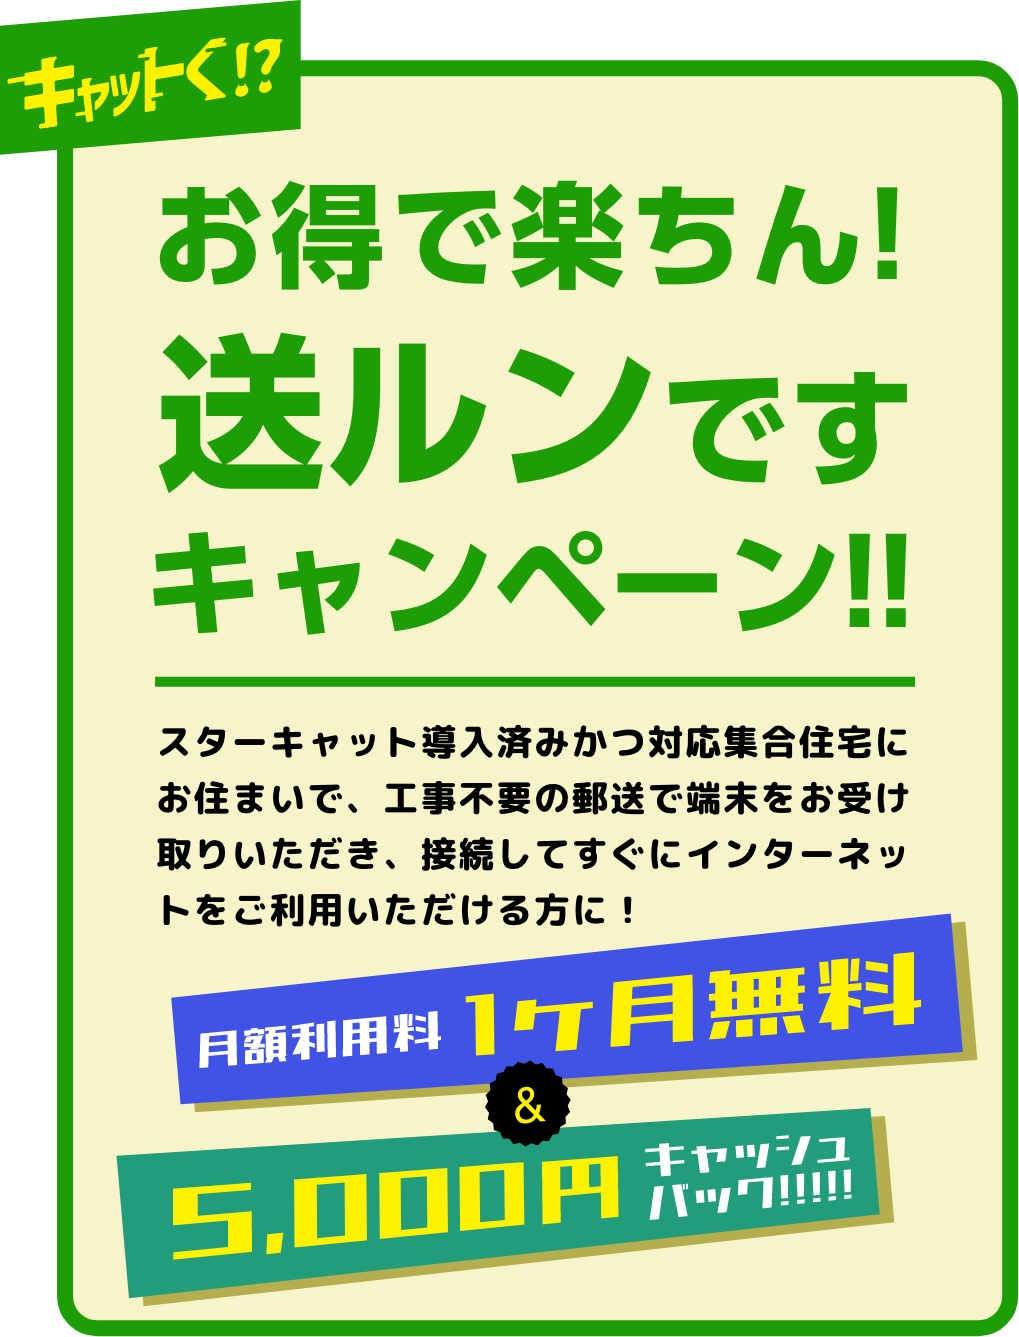 キャットく!?
お得で楽ちん!
送ルンです
キャンペーン!!
スターキャット導入済みかつ対応集合住宅に
お住まいで、工事不要の郵送で端末をお受け
取りいただき、接続してすぐにインターネッ
トをご利用いただける方に！
月額利用料 1ヶ月無料
&
5,000円 キャッシュ
バック!!!!!